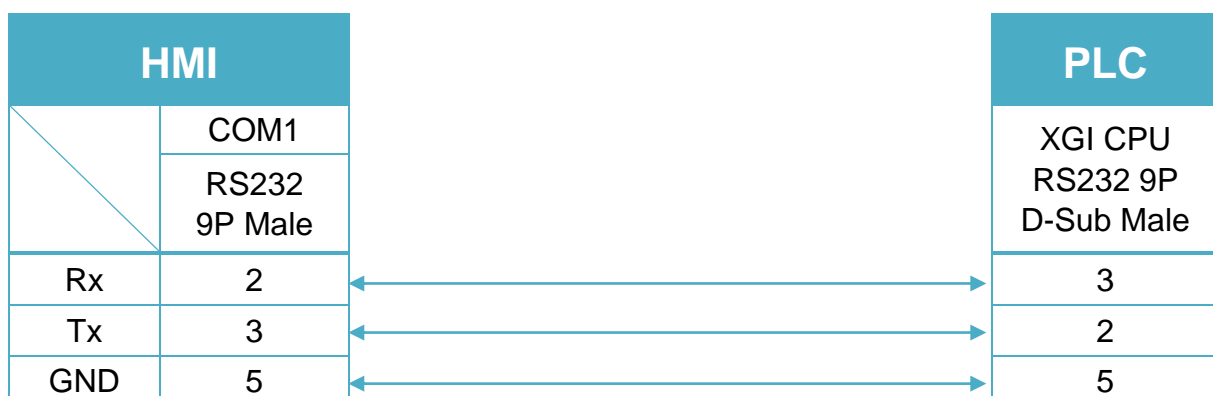 HMI PLC
COM1
RS232
9P Male
XGI CPU
RS232 9P
D-Sub Male
Rx 2 3
Tx 3 2
GND 5 5